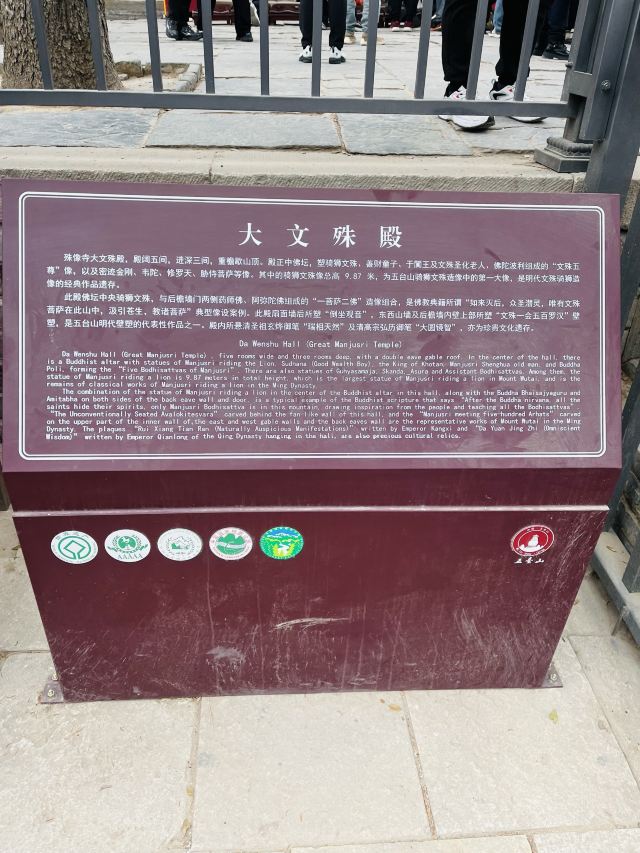 大文殊殿
殊像寺大文殊殿，殿阔五间，进深三间，重檐歇山顶。殿正中佛坛，塑骑狮文殊、善财童子、于阗王及文殊圣化老人、佛陀波利组成的“文殊五
尊”像，以及密迹金刚、韦陀、修罗天、胁侍菩萨等像。其中的骑狮文殊像总高 9.87 米，为五台山骑狮文殊造像中的第一大像，是明代文殊骑狮造
像的经典作品遗存。
此殿佛坛中央骑狮文殊，与后檐墙门两侧药师佛、阿弥陀佛组成的“一菩萨二佛”造像组合，是佛教典籍所谓“如来灭后，众圣潜灵，唯有文殊
菩萨在此山中，汲引苍生，教诸菩萨”典型像设案例。此殿扇面墙后所塑“倒坐观音”、东西山墙及后檐墙内壁上部所塑“文殊一会五百罗汉”壁
塑，是五台山明代壁塑的代表性作品之一。殿内所悬清圣祖玄烨御笔“瑞相天然”及清高宗弘历御笔“大圆镜智”，亦为珍贵文化遗存。
Da Wenshu Hall (Great Manjusri Temple)
Da Wenshu Hall (Great Manjusri Temple), five rooms wide and three rooms deep, with a double eave gable roof. In the center of the hall, there
is a Buddhist altar with statues of Manjusri riding the Lion, Sudhana (Good Wealth Boy), the King of Khotan, Manjusri Shenghua old man, and Buddha
Poli, forming the "Five Bodhisattvas of Manjusri". There are also statues of Guhyasamaja, Skanda, Asura and Assistant Bodhisattvas. Among them, the
statue of Manjusri riding a lion is 9.87 meters in total height, which is the largest statue of Manjusri riding a lion in Mount Wutai, and is the
remains of classical works of Manjusri riding a lion in the Ming Dynasty.
The combination of the statue of Manjusri riding a lion in the center of the Buddhist altar in this hall, along with the Buddha Bhaisajyaguru and
Amitabha on both sides of the back eave wall and door, is a typical example of the Buddhist scripture that says, "After the Buddha nirvana, all the
saints hide their spirits, only Manjusri Bodhisattva is in this mountain, drawing inspiration from the people and teaching all the Bodhisattvas".
"The Unconventionally Seated Avalokitesvara" carved behind the fan like wall of this hall, and the "Manjusri meeting five-hundred Arhats" carved
on the upper part of the inner wall of the east and west gable walls and the back eaves wall are the representative works of Mount Wutai in the Ming
Dynasty. The plaques "Rui Xiang Tian Ran (Naturally Auspicious Manifestations)" written by Emperor Kangxi and "Da Yuan Jing Zhi (Omniscient
Wisdom)" written by Emperor Qianlong of the Qing Dynasty hanging in the hall, are also precious cultural relics.
AAAAA
五台山